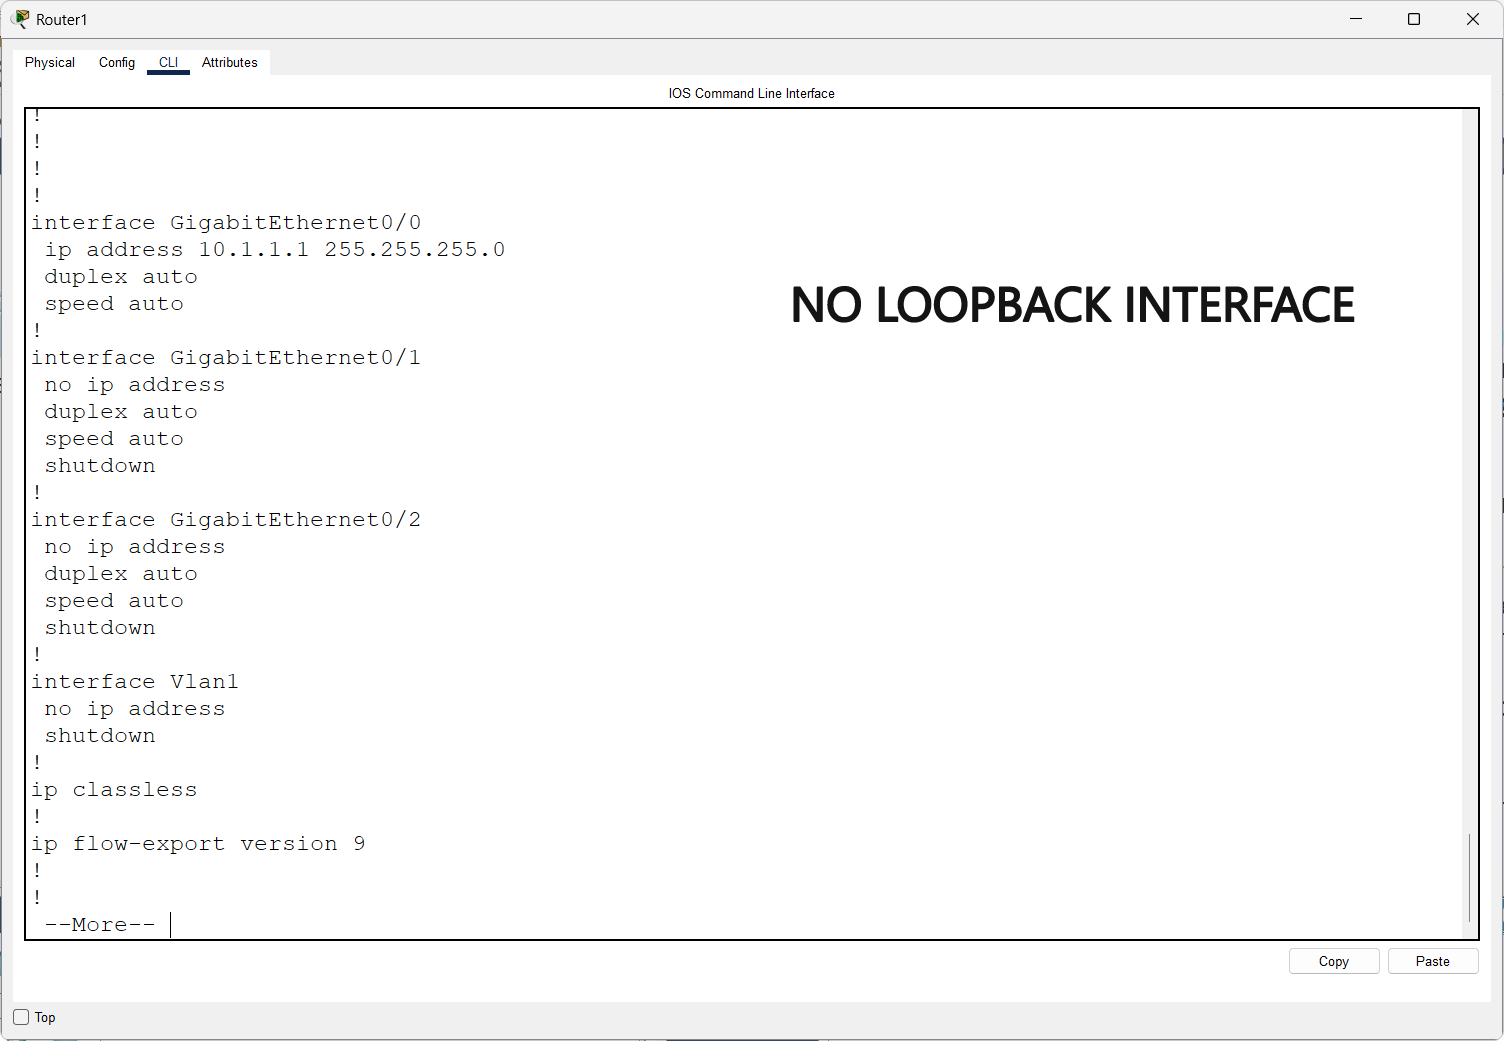 Router1
Physical Config CLI Attributes
IOS Command Line Interface
!
!
!
!
interface GigabitEthernet0/0
 ip address 10.1.1.1 255.255.255.0
 duplex auto
 speed auto
!
interface GigabitEthernet0/1
 no ip address
 duplex auto
 speed auto
 shutdown
!
interface GigabitEthernet0/2
 no ip address
 duplex auto
 speed auto
 shutdown
!
interface Vlan1
 no ip address
 shutdown
!
ip classless
!
ip flow-export version 9
!
!
 --More--
NO LOOPBACK INTERFACE
Copy Paste
Top